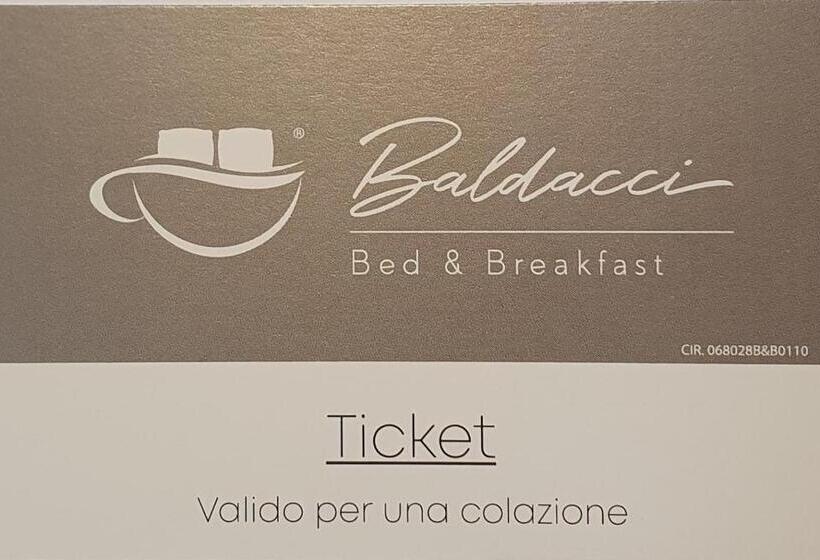 ®
Baldacci
Bed & Breakfast
CIR. 068028B&B0110
Ticket
Valido per una colazione